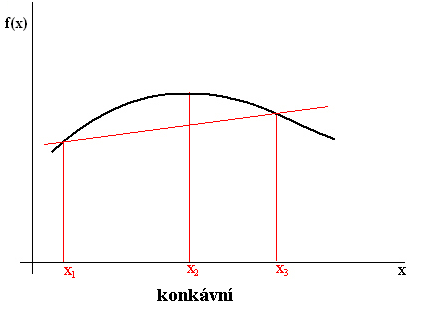 f(x)
x₁ x₂ x₃ x
konkávní